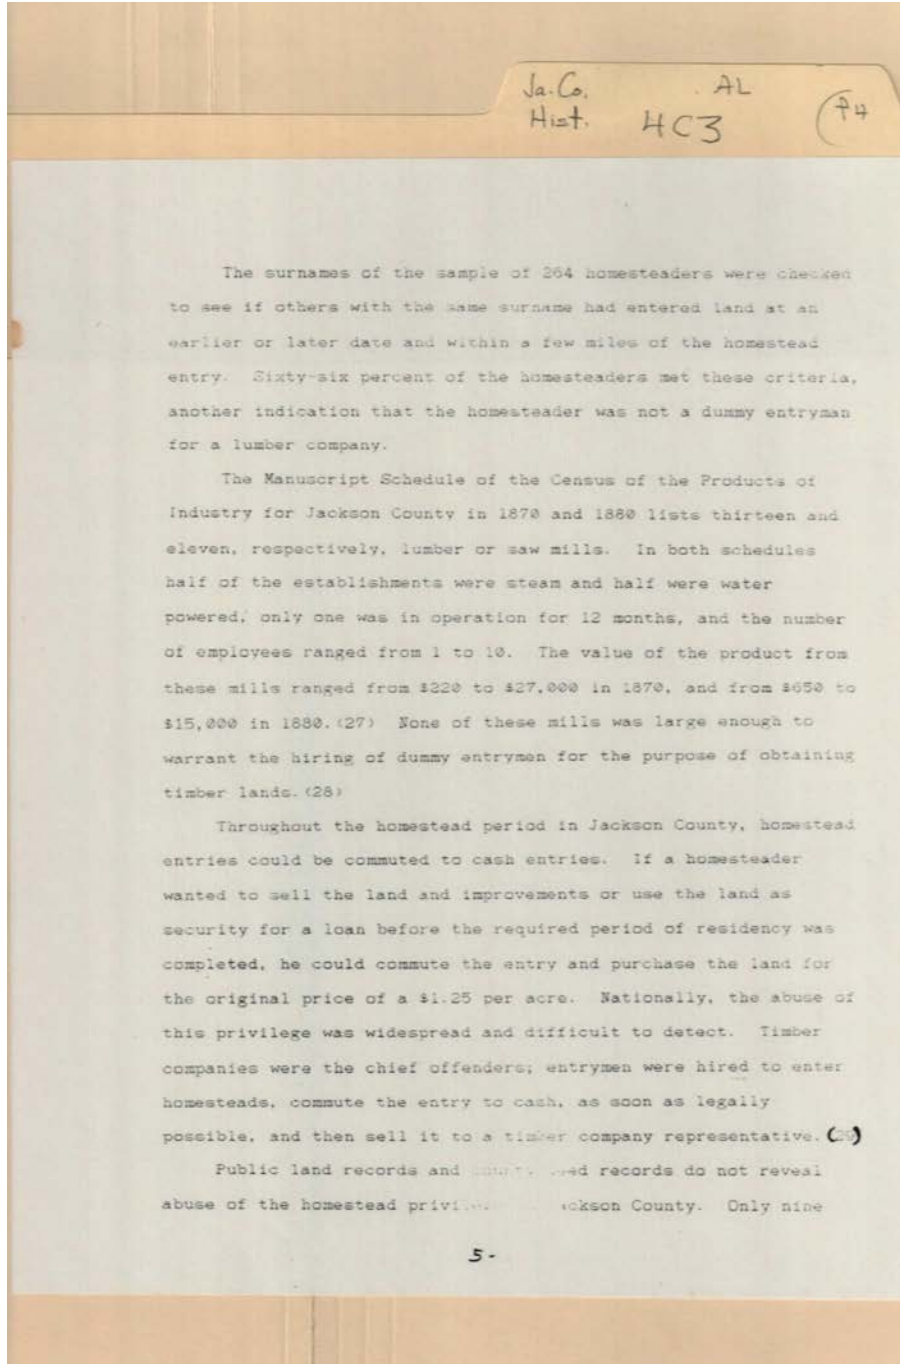 Ja. Co. AL
Hist. 4C3 P4
The surnames of the sample of 264 homesteaders were checked
to see if others with the same surname had entered land at an
earlier or later date and within a few miles of the homestead
entry. Sixty-six percent of the homesteaders met these criteria,
another indication that the homesteader was not a dummy entryman
for a lumber company.
The Manuscript Schedule of the Census of the Products of
Industry for Jackson County in 1870 and 1880 lists thirteen and
eleven, respectively, lumber or saw mills. In both schedules
half of the establishments were steam and half were water
powered, only one was in operation for 12 months, and the number
of employees ranged from 1 to 10. The value of the product from
these mills ranged from $220 to $27,000 in 1870, and from $650 to
$15,000 in 1880.(27) None of these mills was large enough to
warrant the hiring of dummy entrymen for the purpose of obtaining
timber lands.(28)
Throughout the homestead period in Jackson County, homestead
entries could be commuted to cash entries. If a homesteader
wanted to sell the land and improvements or use the land as
security for a loan before the required period of residency was
completed, he could commute the entry and purchase the land for
the original price of a $1.25 per acre. Nationally, the abuse of
this privilege was widespread and difficult to detect. Timber
companies were the chief offenders; entrymen were hired to enter
homesteads, commute the entry to cash, as soon as legally
possible, and then sell it to a timber company representative.(29)
Public land records and records do not reveal
abuse of the homestead County. Only nine
5-